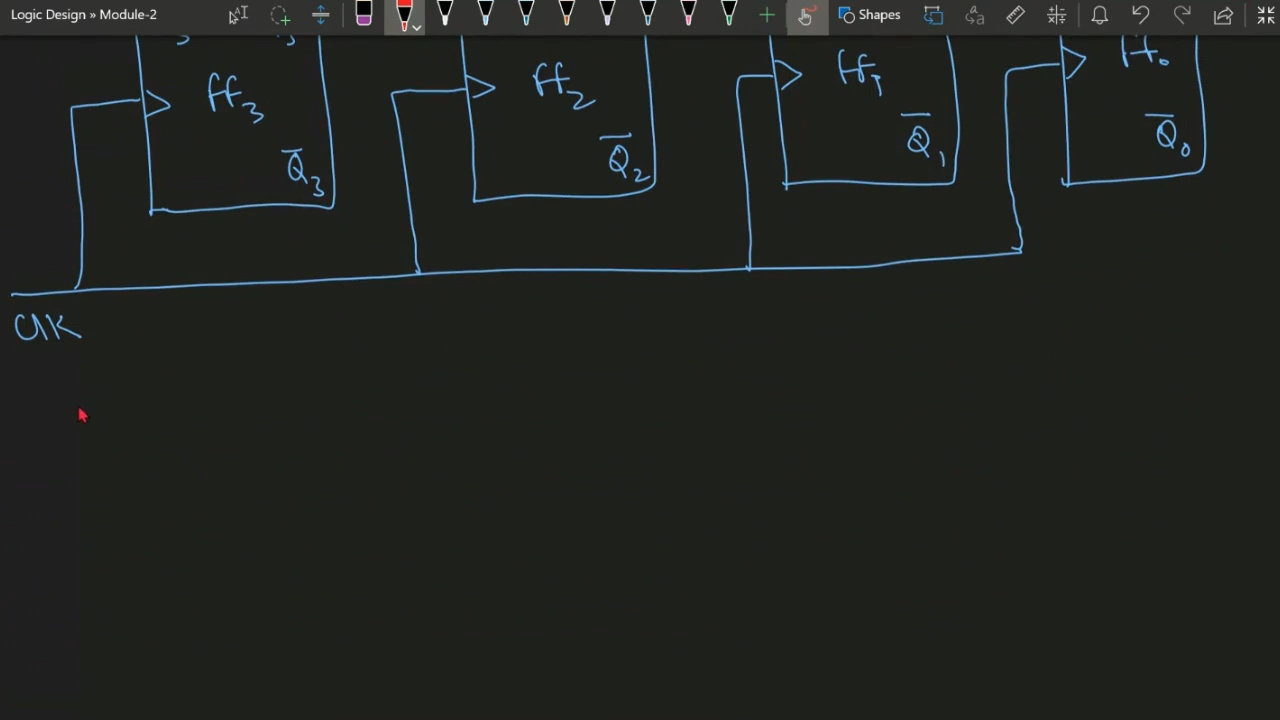 Logic Design » Module-2
Shapes
FF3 FF2 FF1 FF0
Q̅3 Q̅2 Q̅1 Q̅0
Clk